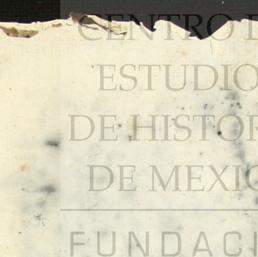 CENTRO D
ESTUDIO
DE HISTOR
DE MEXIC
FUNDACI